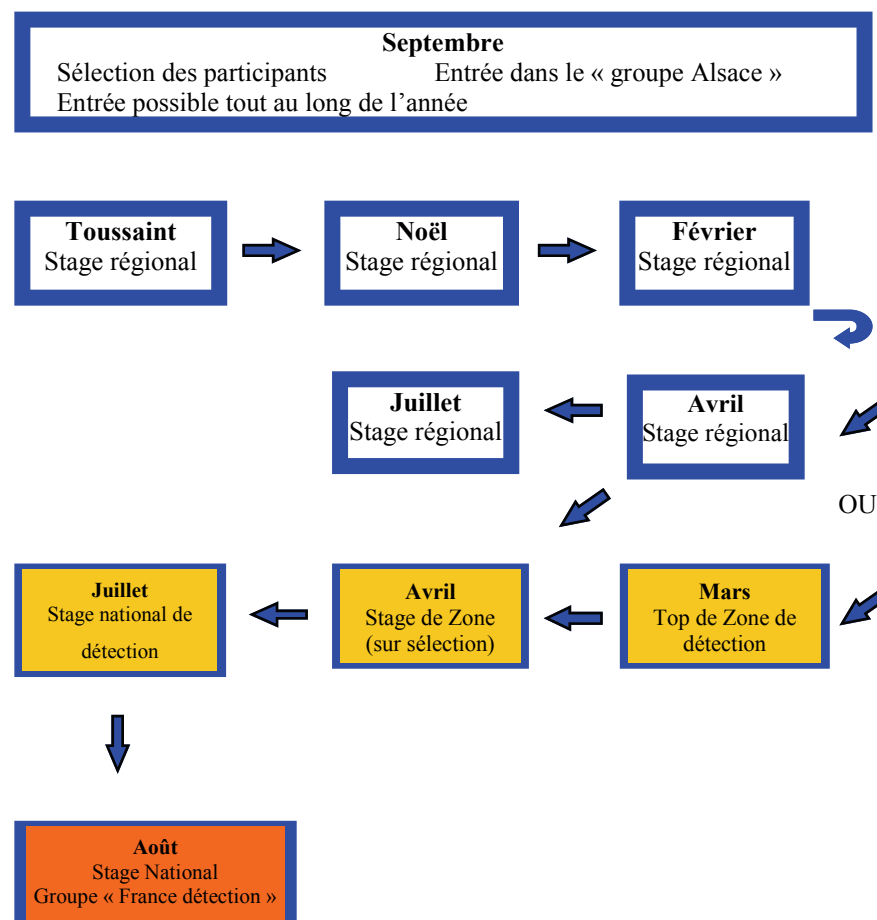 Septembre
Sélection des participants Entrée dans le « groupe Alsace »
Entrée possible tout au long de l’année
Toussaint
Stage régional
Noël
Stage régional
Février
Stage régional
Juillet
Stage régional
Avril
Stage régional
OU
Juillet
Stage national de
détection
Avril
Stage de Zone
(sur sélection)
Mars
Top de Zone de
détection
Août
Stage National
Groupe « France détection »